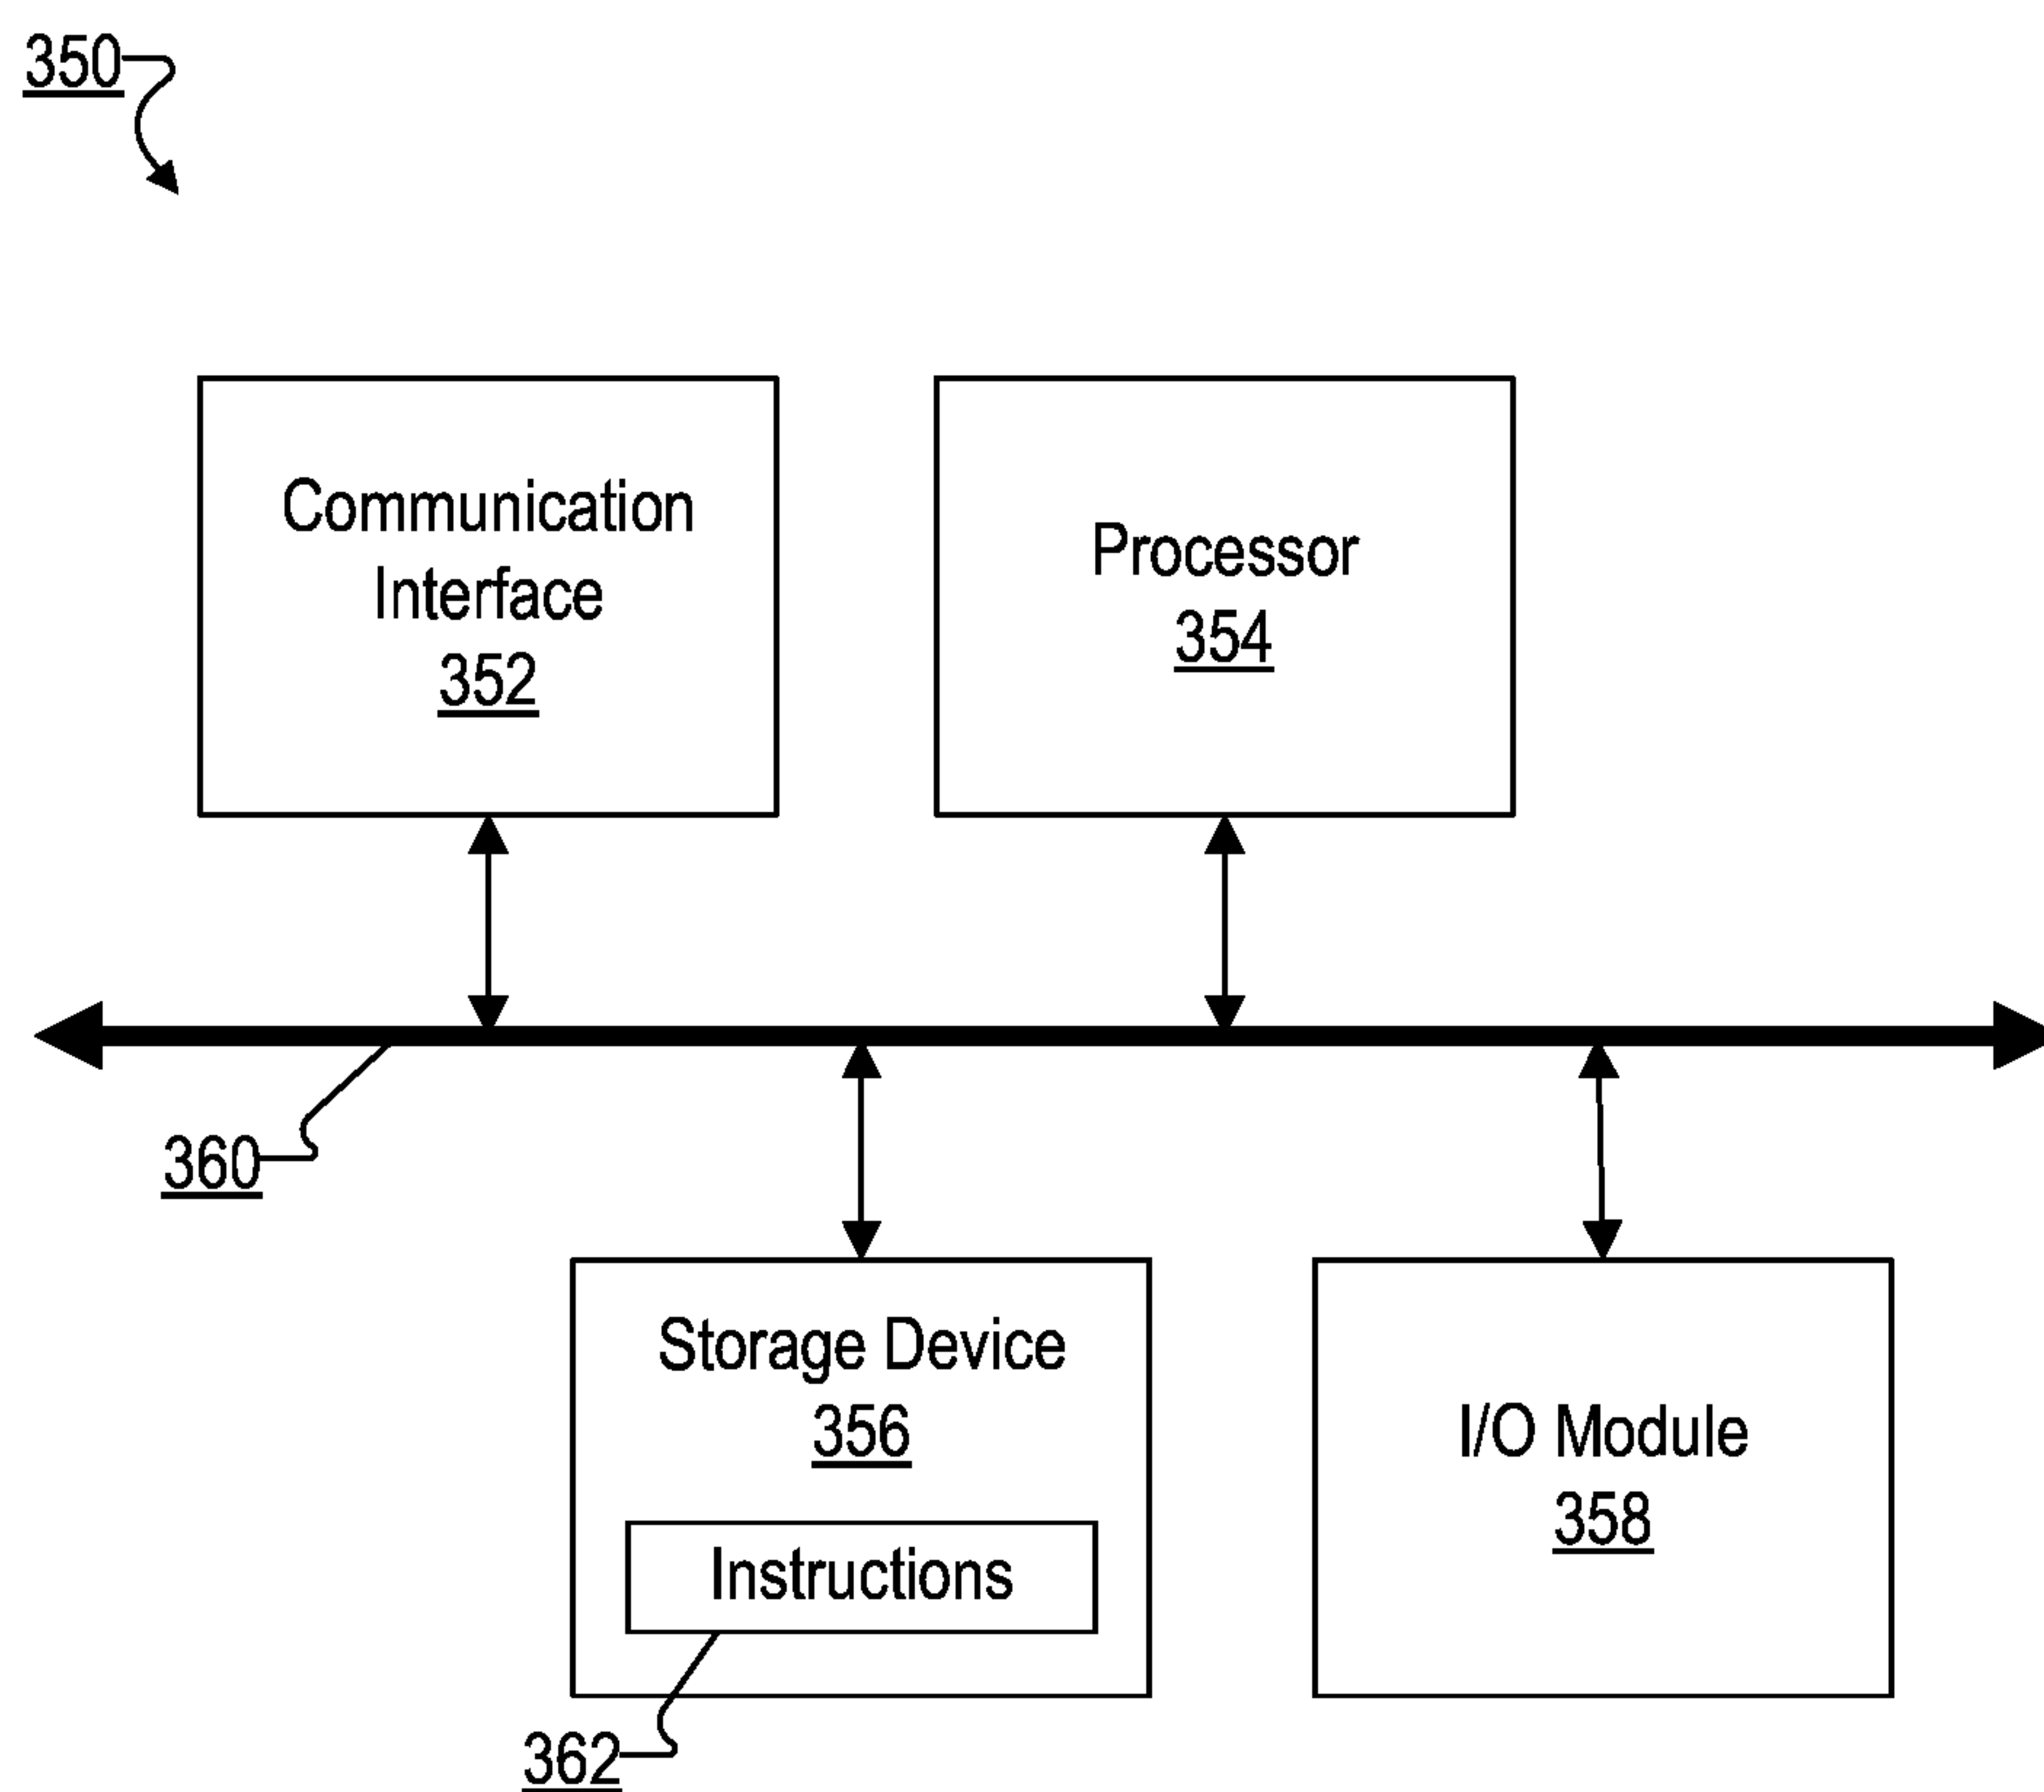 350
Communication
Interface
352
Processor
354
360
Storage Device
356
Instructions
362
I/O Module
358